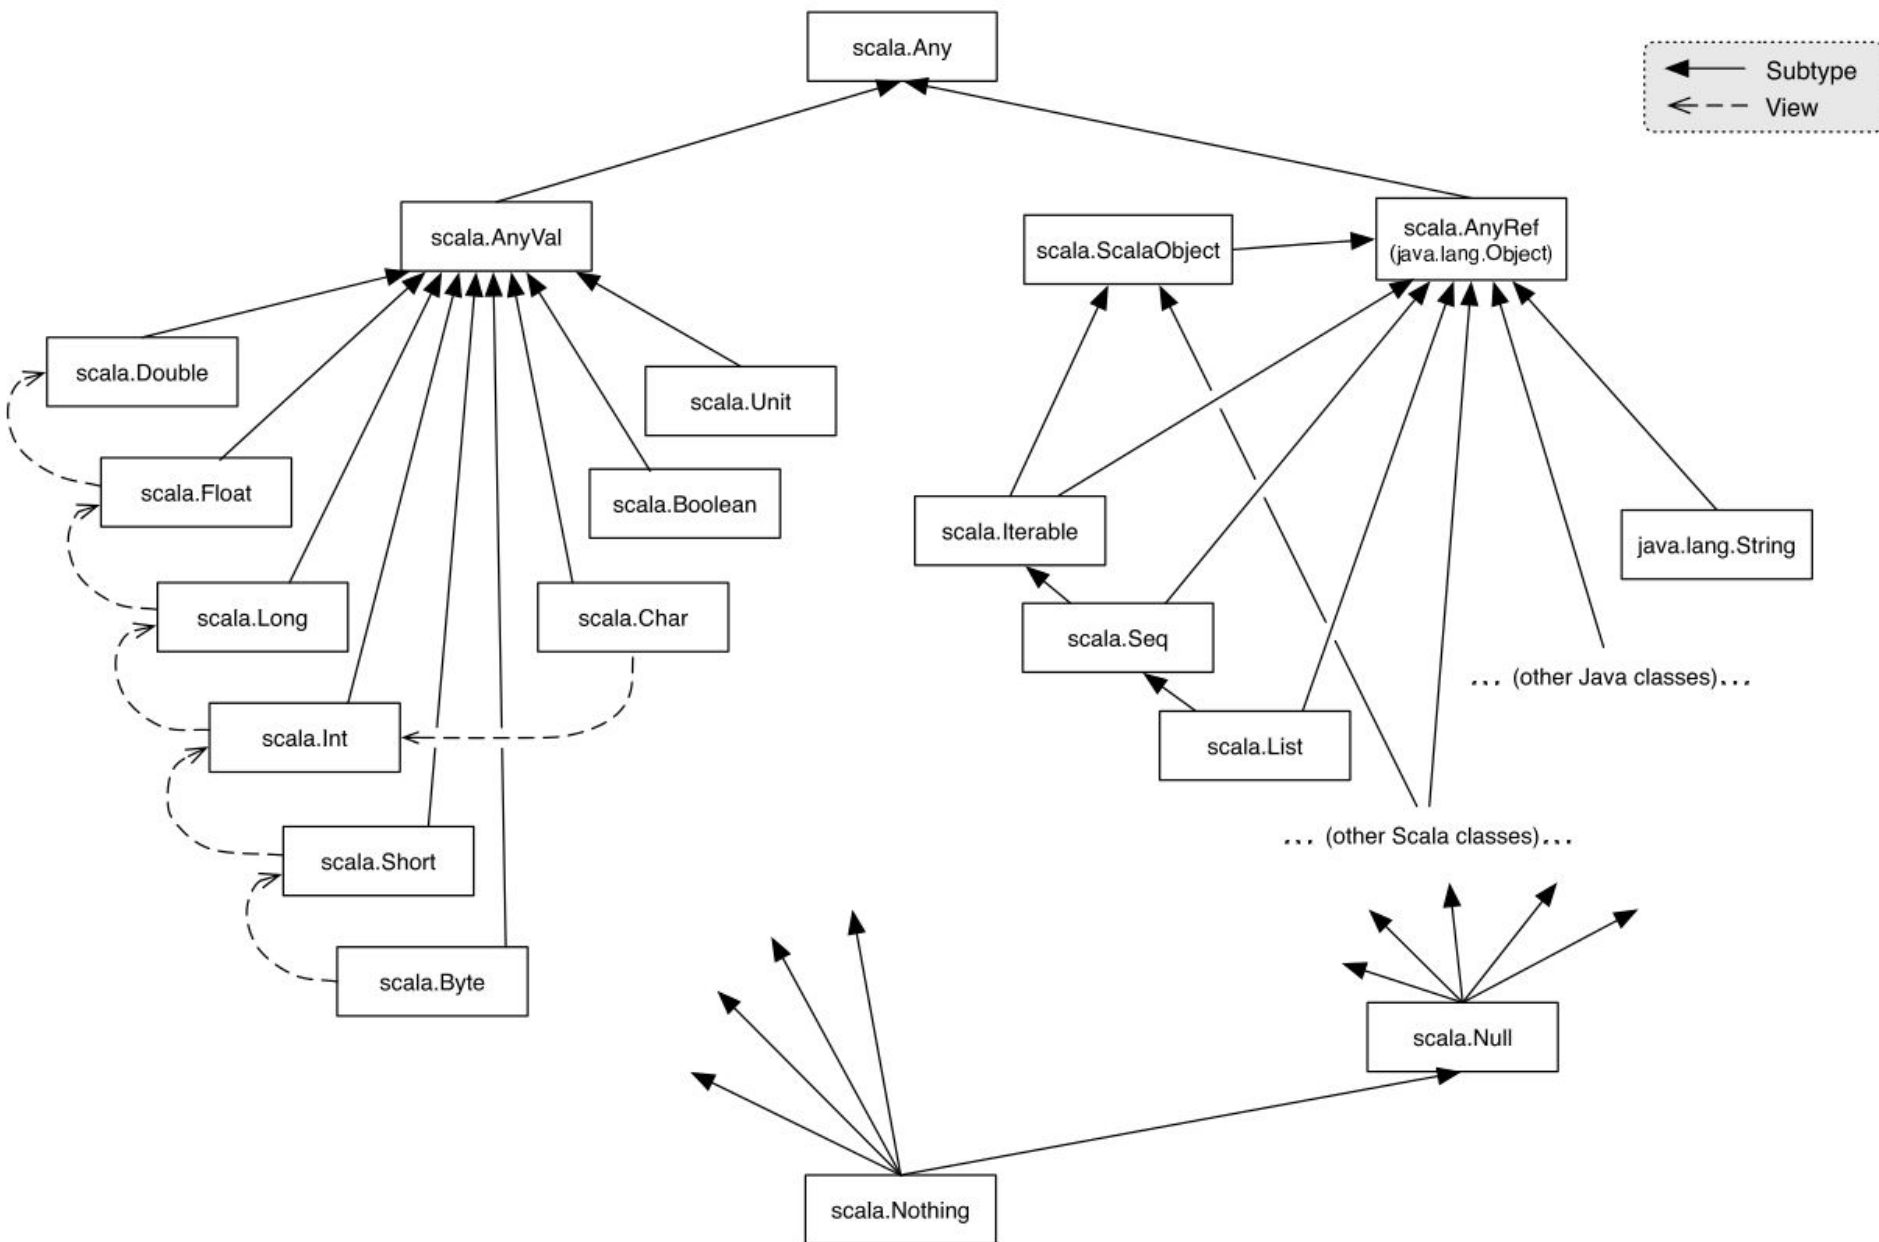 scala.Any
Subtype
View
scala.AnyVal
scala.ScalaObject
scala.AnyRef
(java.lang.Object)
scala.Double
scala.Unit
scala.Float
scala.Boolean
scala.Iterable
java.lang.String
scala.Long
scala.Char
scala.Seq
... (other Java classes)...
scala.Int
scala.List
... (other Scala classes)...
scala.Short
scala.Byte
scala.Null
scala.Nothing